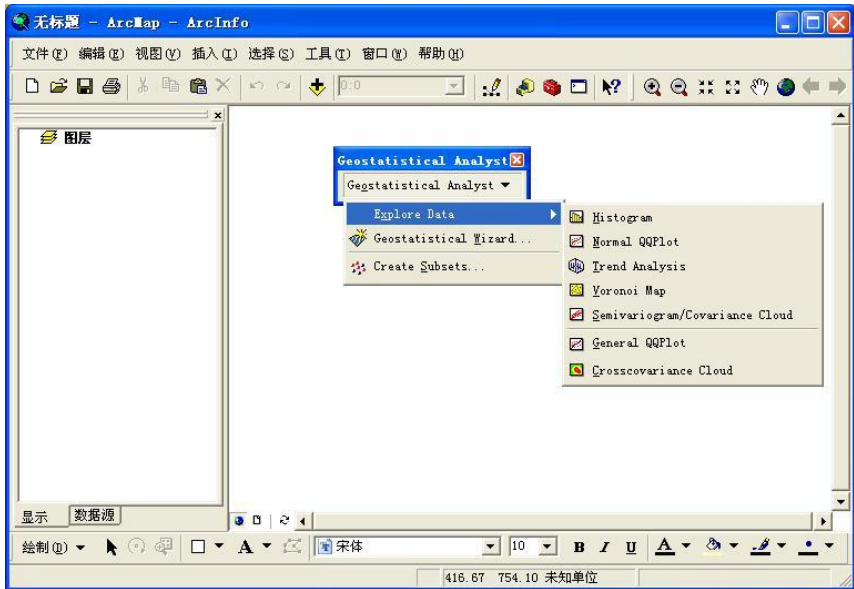 无标题 - ArcMap - ArcInfo
文件(F) 编辑(E) 视图(V) 插入(I) 选择(S) 工具(T) 窗口(W) 帮助(H)
0:0
图层
Geostatistical Analyst
Geostatistical Analyst
Explore Data
Geostatistical Wizard...
Create Subsets...
Histogram
Normal QQPlot
Trend Analysis
Voronoi Map
Semivariogram/Covariance Cloud
General QQPlot
Crosscovariance Cloud
显示 数据源
绘制(D) A 宋体 10 B I U A
416.67 754.10 未知单位